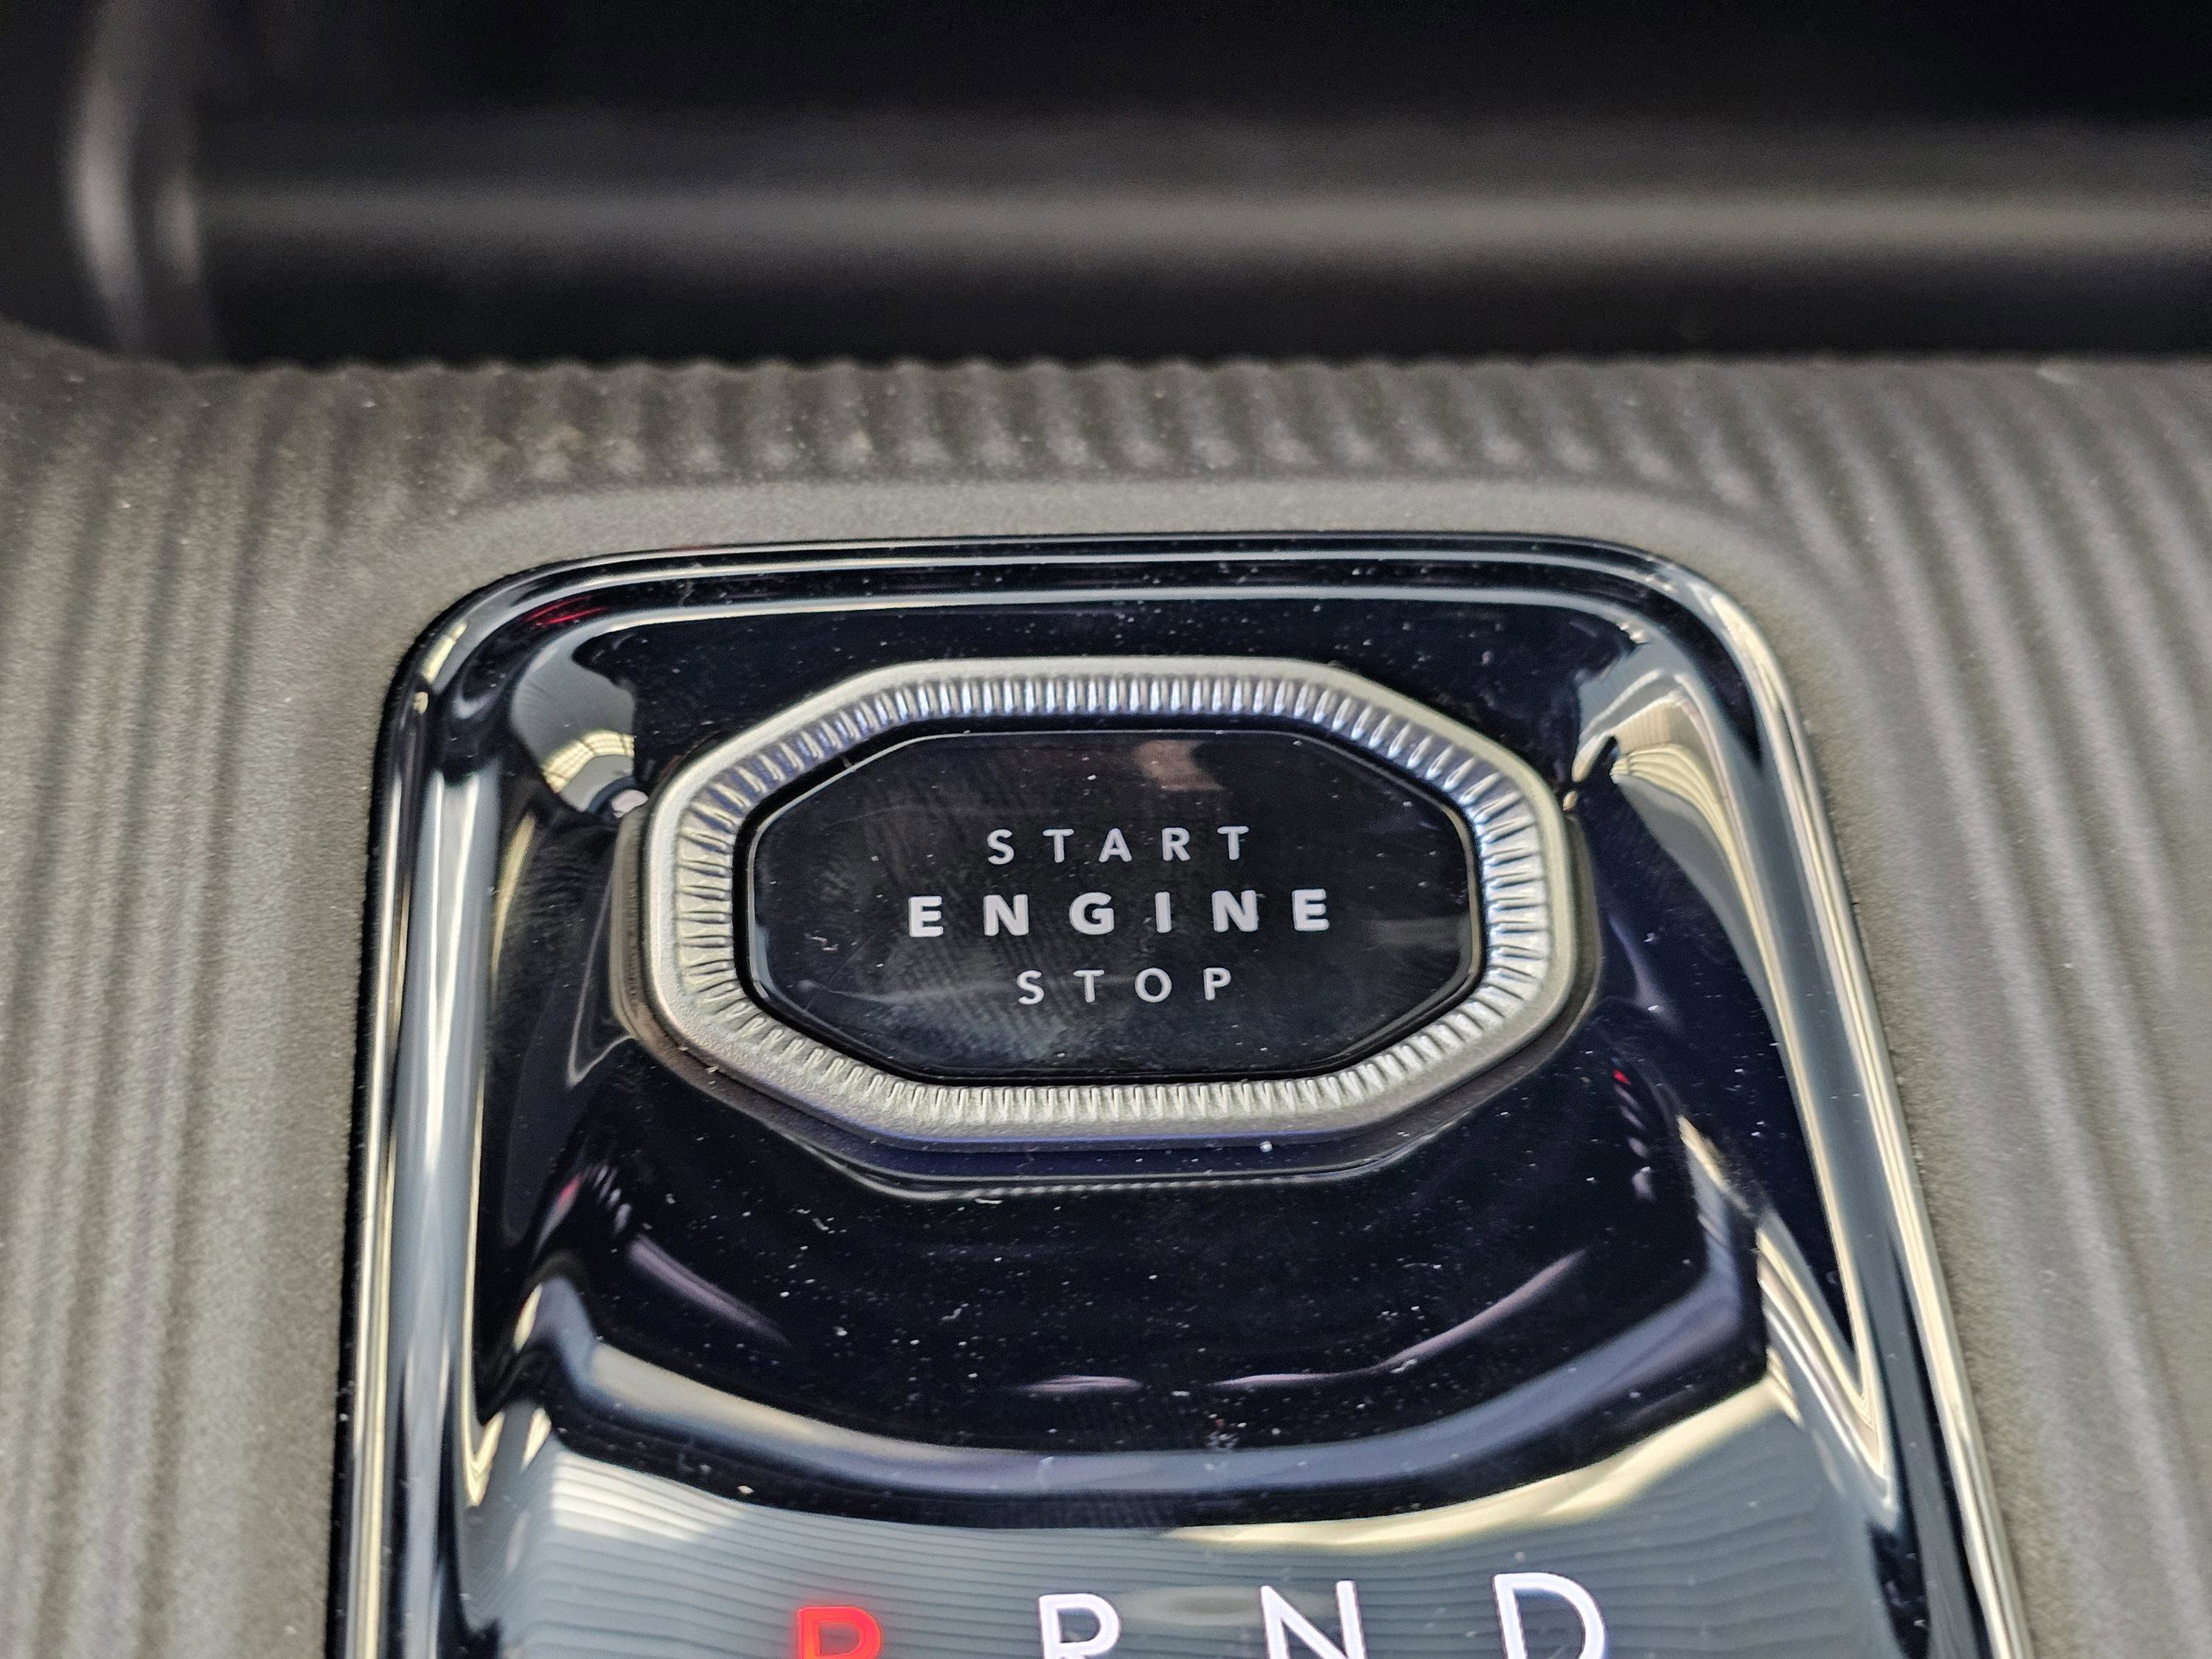 START
ENGINE
STOP
P R N D